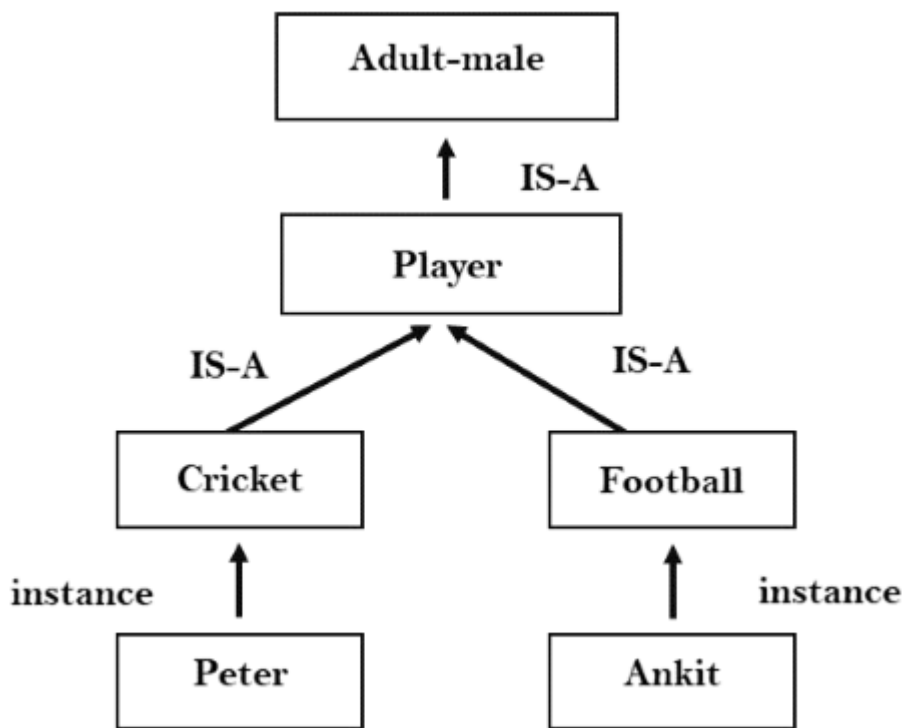 Adult-male
IS-A
Player
IS-A
IS-A
Cricket
Football
instance
instance
Peter
Ankit